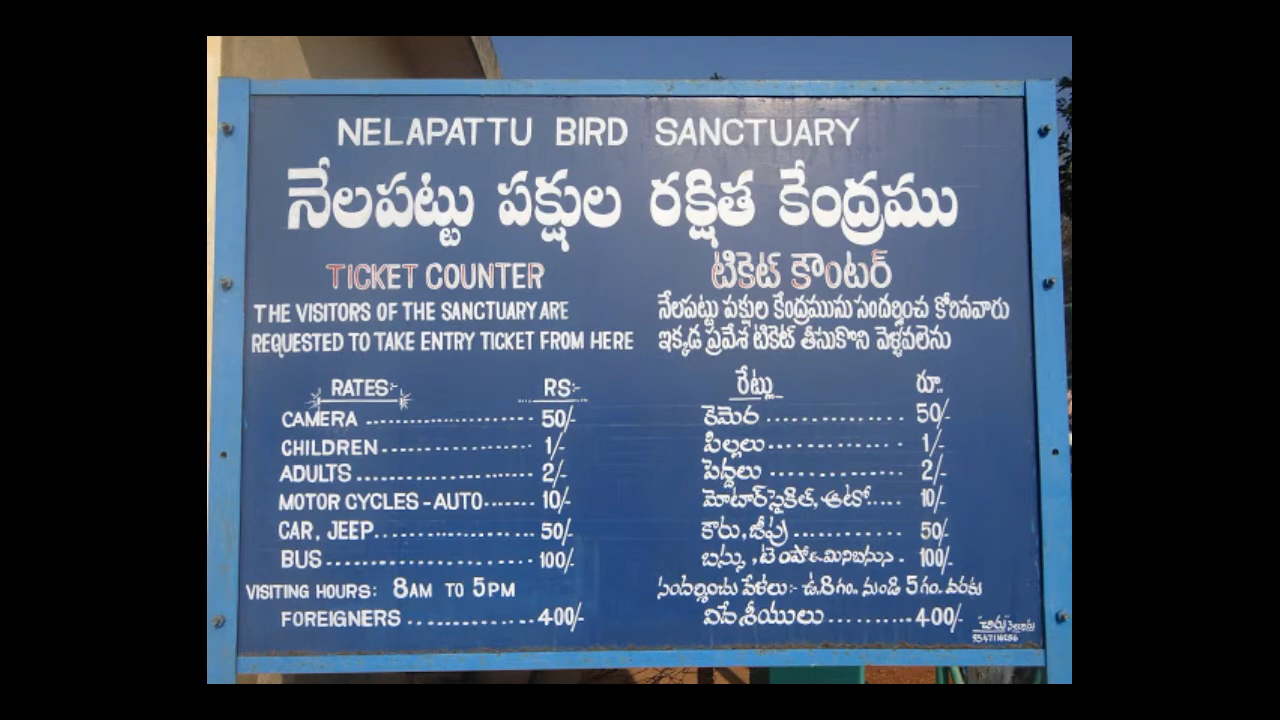 NELAPATTU BIRD SANCTUARY
నేలపట్టు పక్షుల రక్షిత కేంద్రము
TICKET COUNTER
టికెట్ కౌంటర్
THE VISITORS OF THE SANCTUARY ARE
REQUESTED TO TAKE ENTRY TICKET FROM HERE
నేలపట్టు పక్షుల కేంద్రమును సందర్శించ కోరినవారు
ఇక్కడ ప్రవేశ టికెట్ తీసుకొని వెళ్ళవలెను
RATES:- RS:-
CAMERA ........ 50/-
CHILDREN ........ 1/-
ADULTS ........ 2/-
MOTOR CYCLES - AUTO ....... 10/-
CAR, JEEP ........ 50/-
BUS ........ 100/-
VISITING HOURS: 8AM TO 5PM
FOREIGNERS ........ 400/-
రేట్లు రూ..
కెమెర ........ 50/-
పిల్లలు ........ 1/-
పెద్దలు ........ 2/-
మోటార్ సైకిల్, ఆటో ..... 10/-
కారు, జీపు ........ 50/-
బస్సు, టెంపో మినిబస్సు . 100/-
సందర్శించు వేళలు:- ఉ.8గం. నుండి 5గం. వరకు
విదేశీయులు ......... 400/-